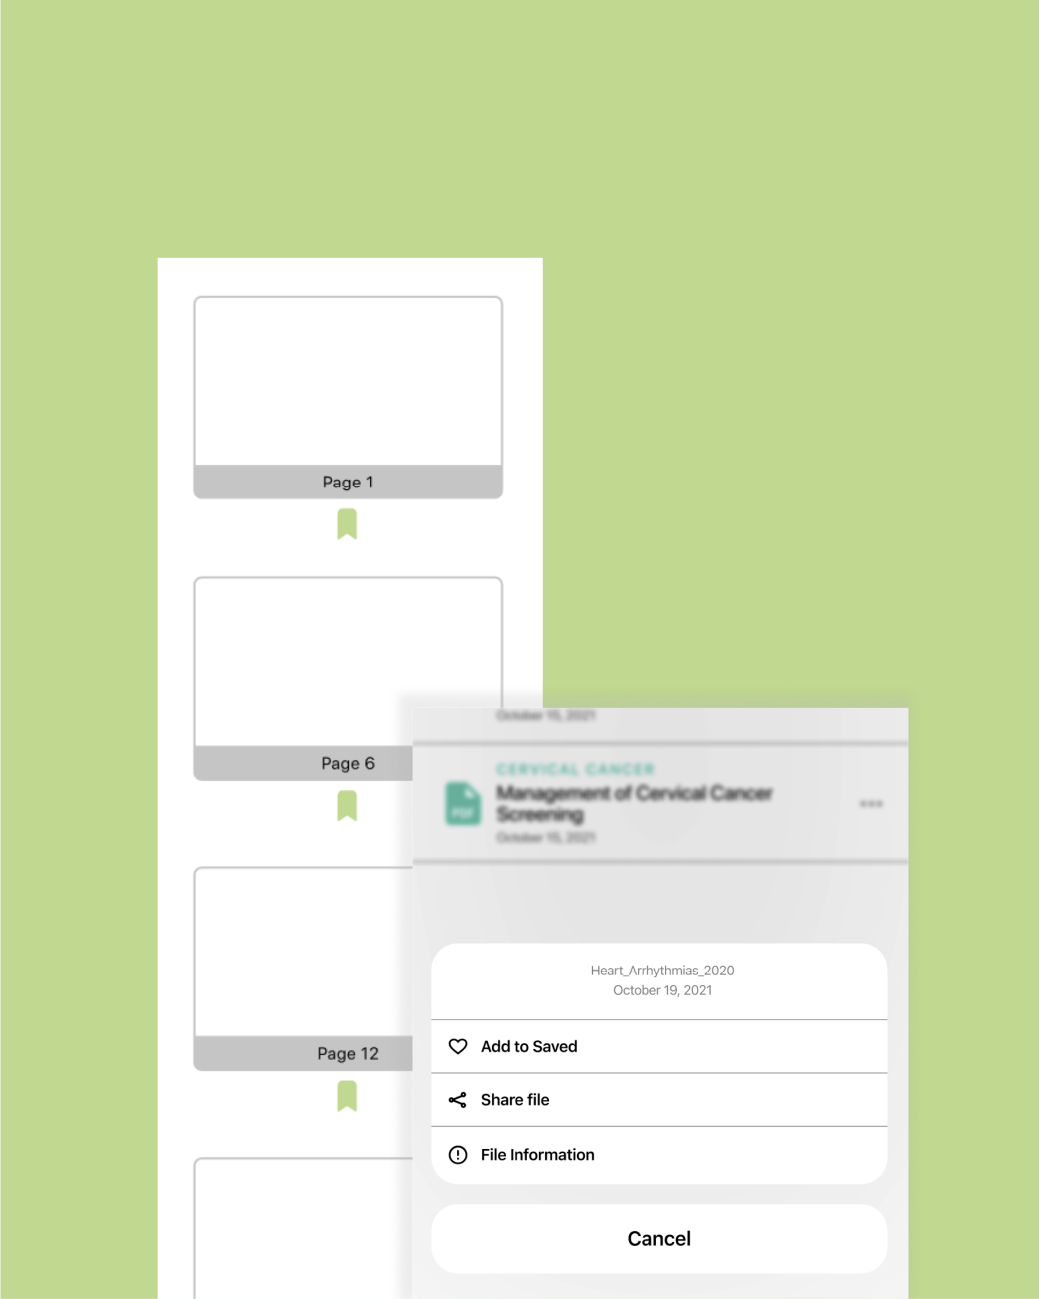 Page 1
Page 6
Page 12
October 15, 2021
CERVICAL CANCER
PDF
Management of Cervical Cancer
Screening
October 15, 2021
Heart_Arrhythmias_2020
October 19, 2021
Add to Saved
Share file
File Information
Cancel